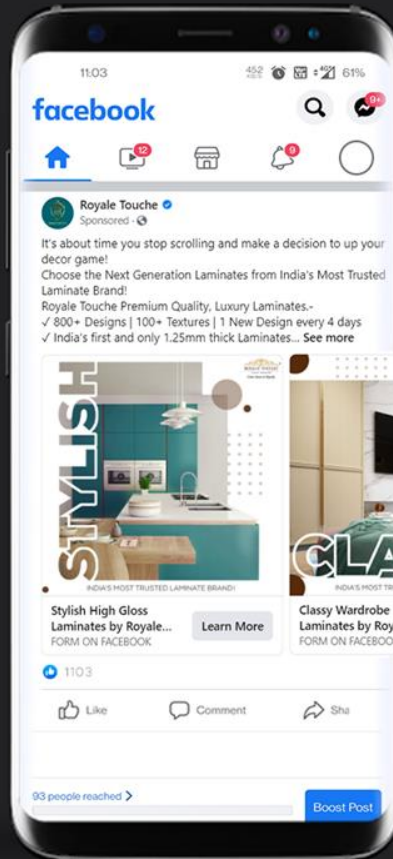 11:03
4G 61%
facebook
9+
12
9
Royale Touche
Sponsored ·
It's about time you stop scrolling and make a decision to up your
decor game!
Choose the Next Generation Laminates from India's Most Trusted
Laminate Brand!
Royale Touche Premium Quality, Luxury Laminates.-
✓ 800+ Designs | 100+ Textures | 1 New Design every 4 days
✓ India's first and only 1.25mm thick Laminates... See more
STYLISH
INDIA'S MOST TRUSTED LAMINATE BRAND!
CLA
INDIA'S MOST TR
Stylish High Gloss
Laminates by Royale...
FORM ON FACEBOOK
Learn More
Classy Wardrobe
Laminates by Roy
FORM ON FACEBOO
1103
Like
Comment
Sha
93 people reached
Boost Post